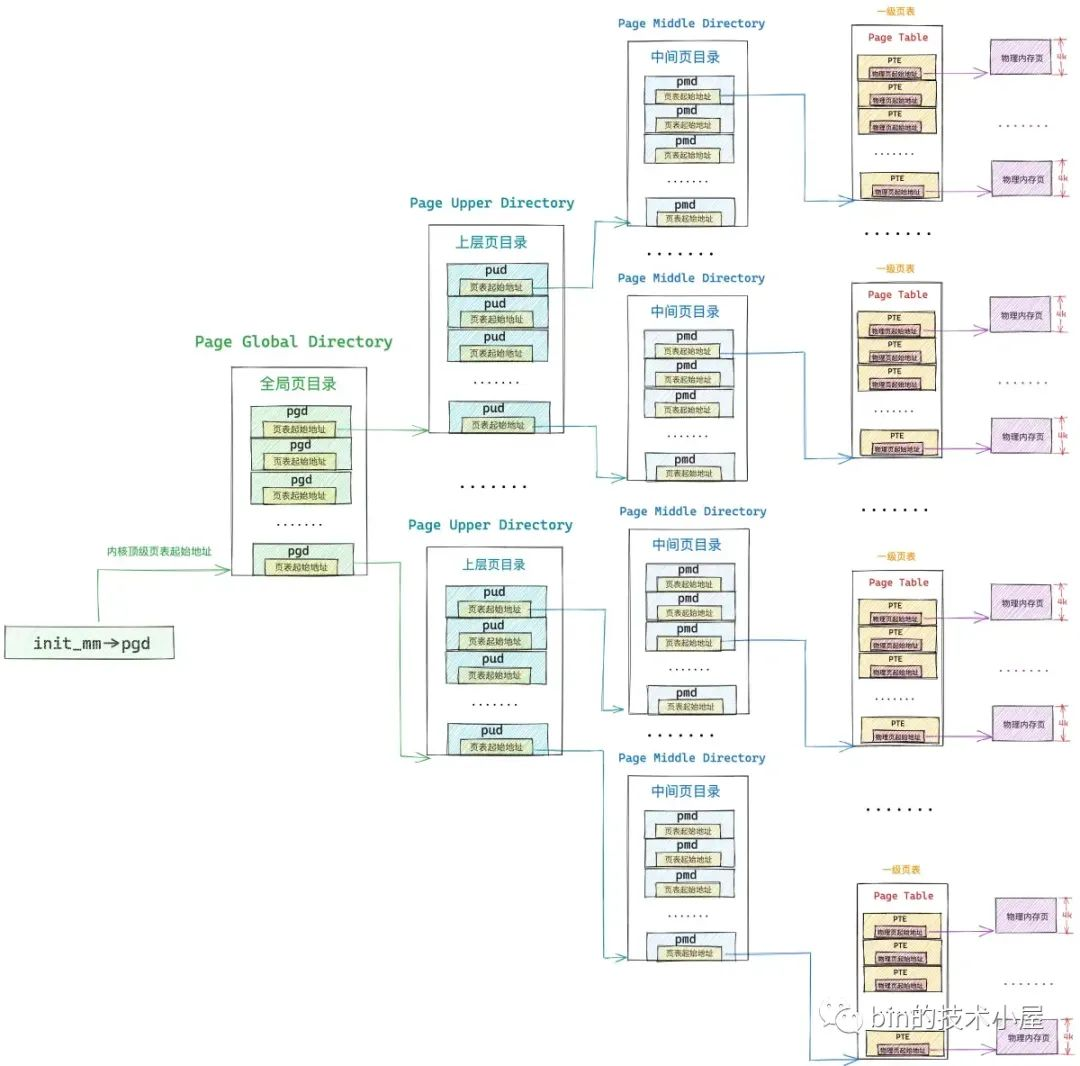 Page Middle Directory
中间页目录
pmd
页表起始地址
pmd
页表起始地址
pmd
页表起始地址
.......
pmd
页表起始地址
.......
一级页表
Page Table
PTE
物理页起始地址
PTE
物理页起始地址
PTE
物理页起始地址
.......
PTE
物理页起始地址
.......
物理内存页
4k
.......
物理内存页
4k
Page Upper Directory
上层页目录
pud
页表起始地址
pud
页表起始地址
pud
页表起始地址
.......
pud
页表起始地址
.......
Page Middle Directory
中间页目录
pmd
页表起始地址
pmd
页表起始地址
pmd
页表起始地址
.......
pmd
页表起始地址
一级页表
Page Table
PTE
物理页起始地址
PTE
物理页起始地址
PTE
物理页起始地址
.......
PTE
物理页起始地址
.......
物理内存页
4k
.......
物理内存页
4k
Page Global Directory
全局页目录
pgd
页表起始地址
pgd
页表起始地址
pgd
页表起始地址
.......
pgd
页表起始地址
内核顶级页表起始地址
init_mm→pgd
Page Upper Directory
上层页目录
pud
页表起始地址
pud
页表起始地址
pud
页表起始地址
.......
pud
页表起始地址
Page Middle Directory
中间页目录
pmd
页表起始地址
pmd
页表起始地址
pmd
页表起始地址
.......
pmd
页表起始地址
.......
一级页表
Page Table
PTE
物理页起始地址
PTE
物理页起始地址
PTE
物理页起始地址
.......
PTE
物理页起始地址
.......
物理内存页
4k
.......
物理内存页
4k
Page Middle Directory
中间页目录
pmd
页表起始地址
pmd
页表起始地址
pmd
页表起始地址
.......
pmd
页表起始地址
一级页表
Page Table
PTE
物理页起始地址
PTE
物理页起始地址
PTE
物理页起始地址
.......
PTE
物理页起始地址
物理内存页
4k
.......
物理内存页
4k
bin的技术小屋